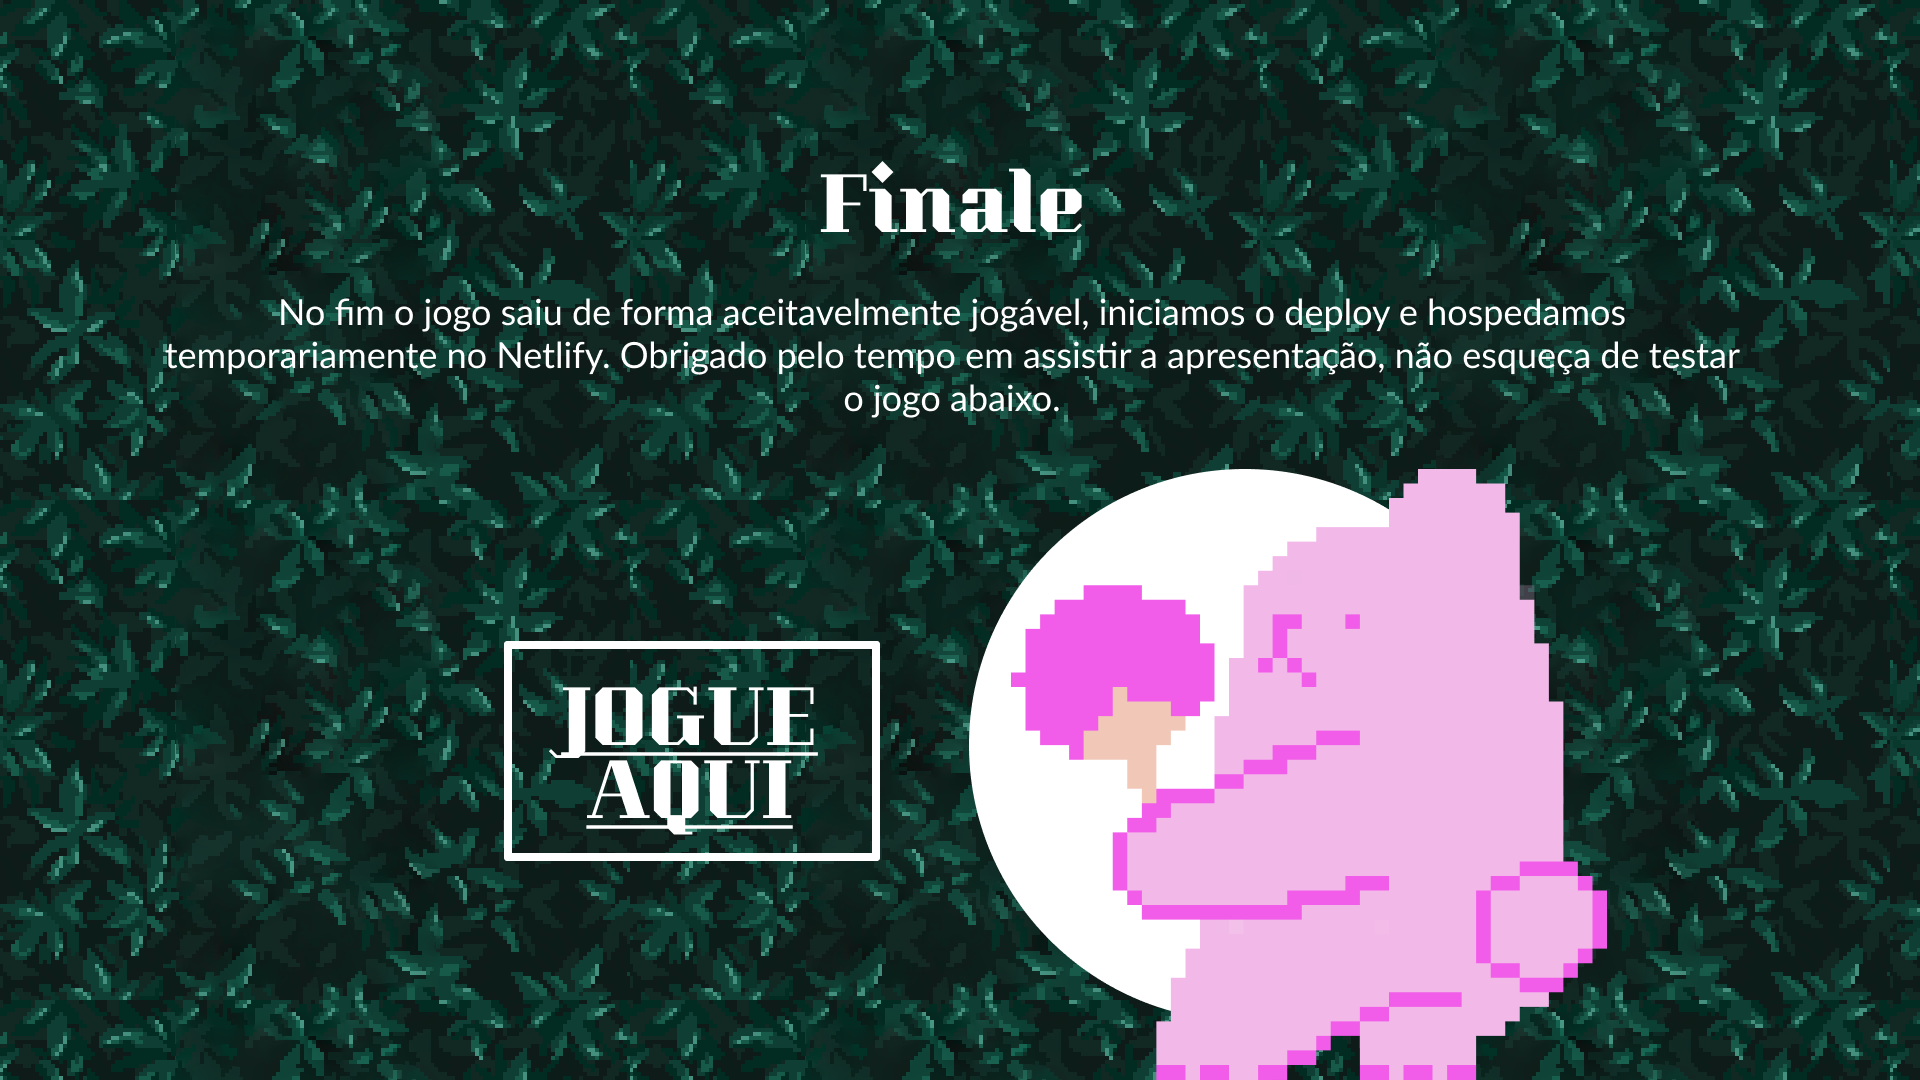 Finale
No fim o jogo saiu de forma aceitavelmente jogável, iniciamos o deploy e hospedamos
temporariamente no Netlify. Obrigado pelo tempo em assistir a apresentação, não esqueça de testar
o jogo abaixo.
JOGUE
AQUI